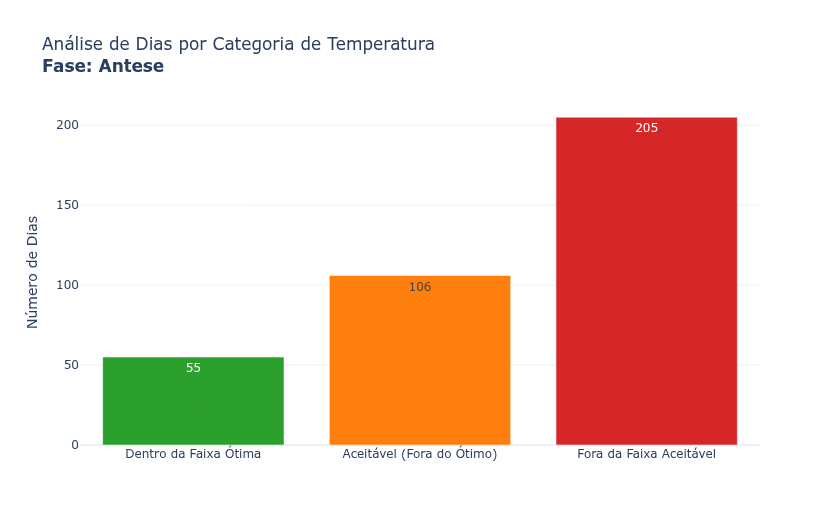 Análise de Dias por Categoria de Temperatura
Fase: Antese
Número de Dias
200
150
100
50
0
55
106
205
Dentro da Faixa Ótima
Aceitável (Fora do Ótimo)
Fora da Faixa Aceitável